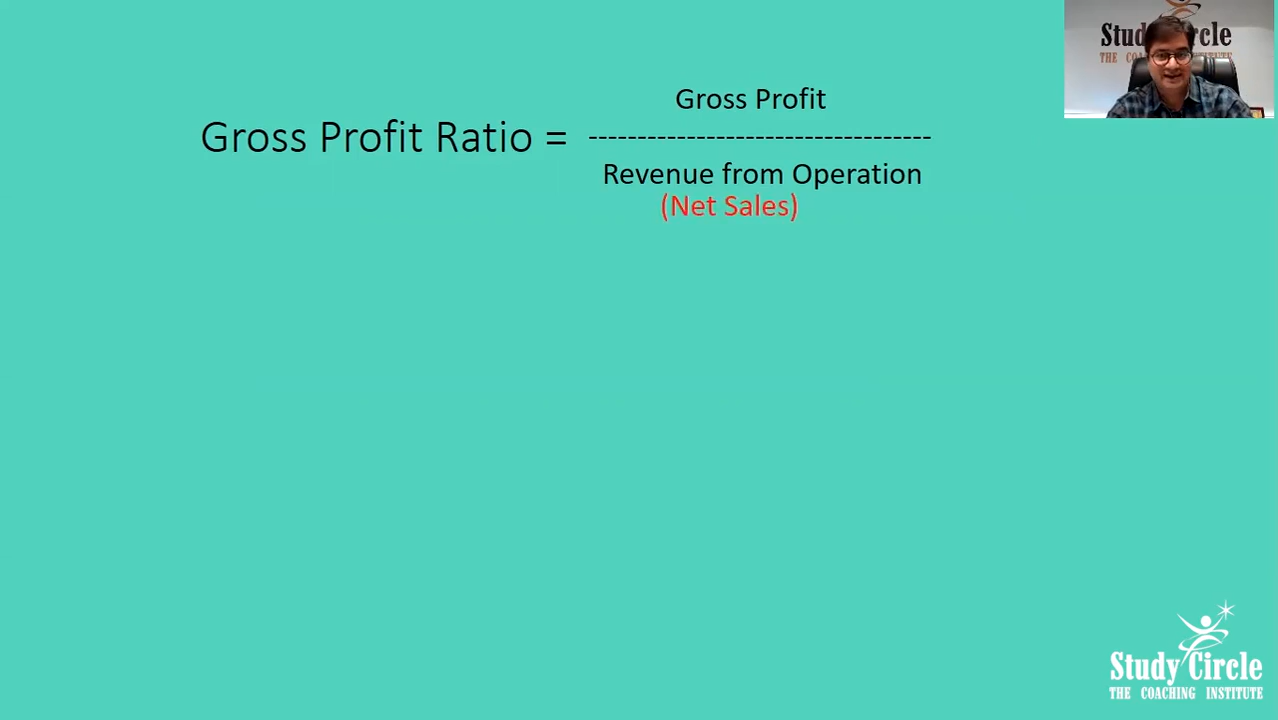 Gross Profit
Gross Profit Ratio = -----------------------------------
Revenue from Operation
(Net Sales)
Study Circle
THE COACHING INSTITUTE